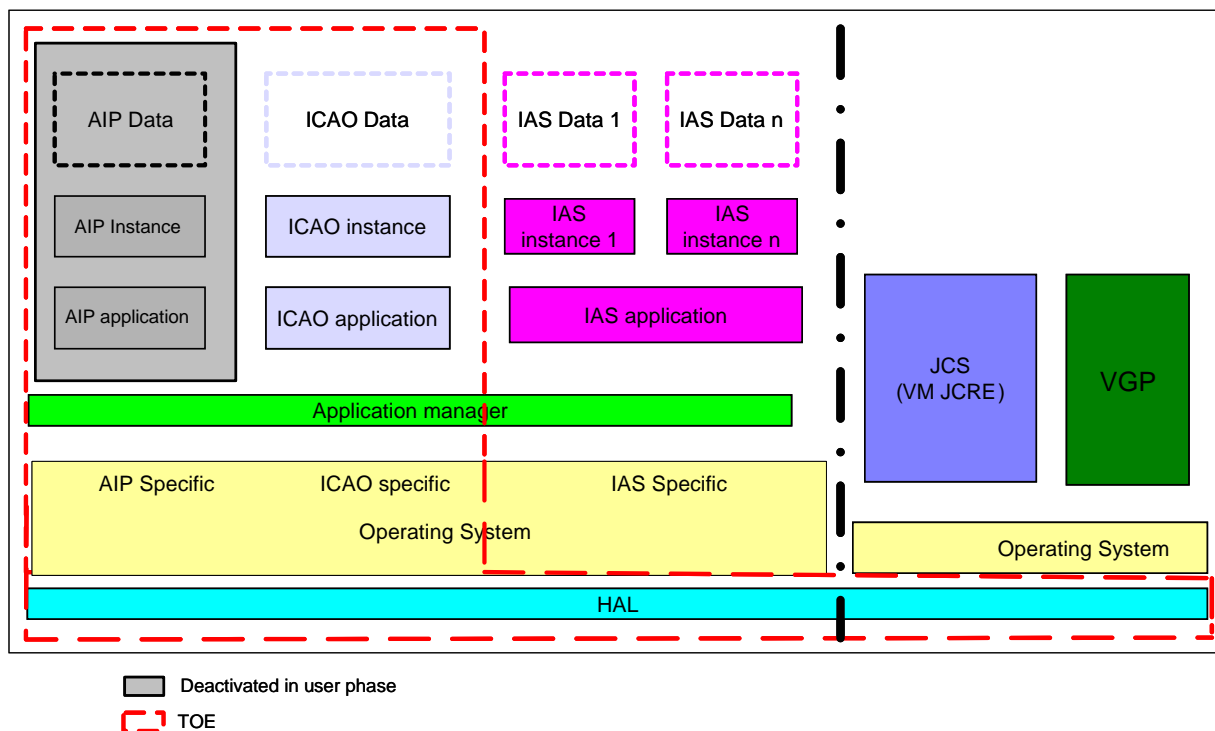 AIP Data
ICAO Data
IAS Data 1
IAS Data n
AIP Instance
ICAO instance
IAS
instance 1
IAS
instance n
AIP application
ICAO application
IAS application
JCS
(VM JCRE)
VGP
Application manager
AIP Specific
ICAO specific
IAS Specific
Operating System
Operating System
HAL
Deactivated in user phase
TOE